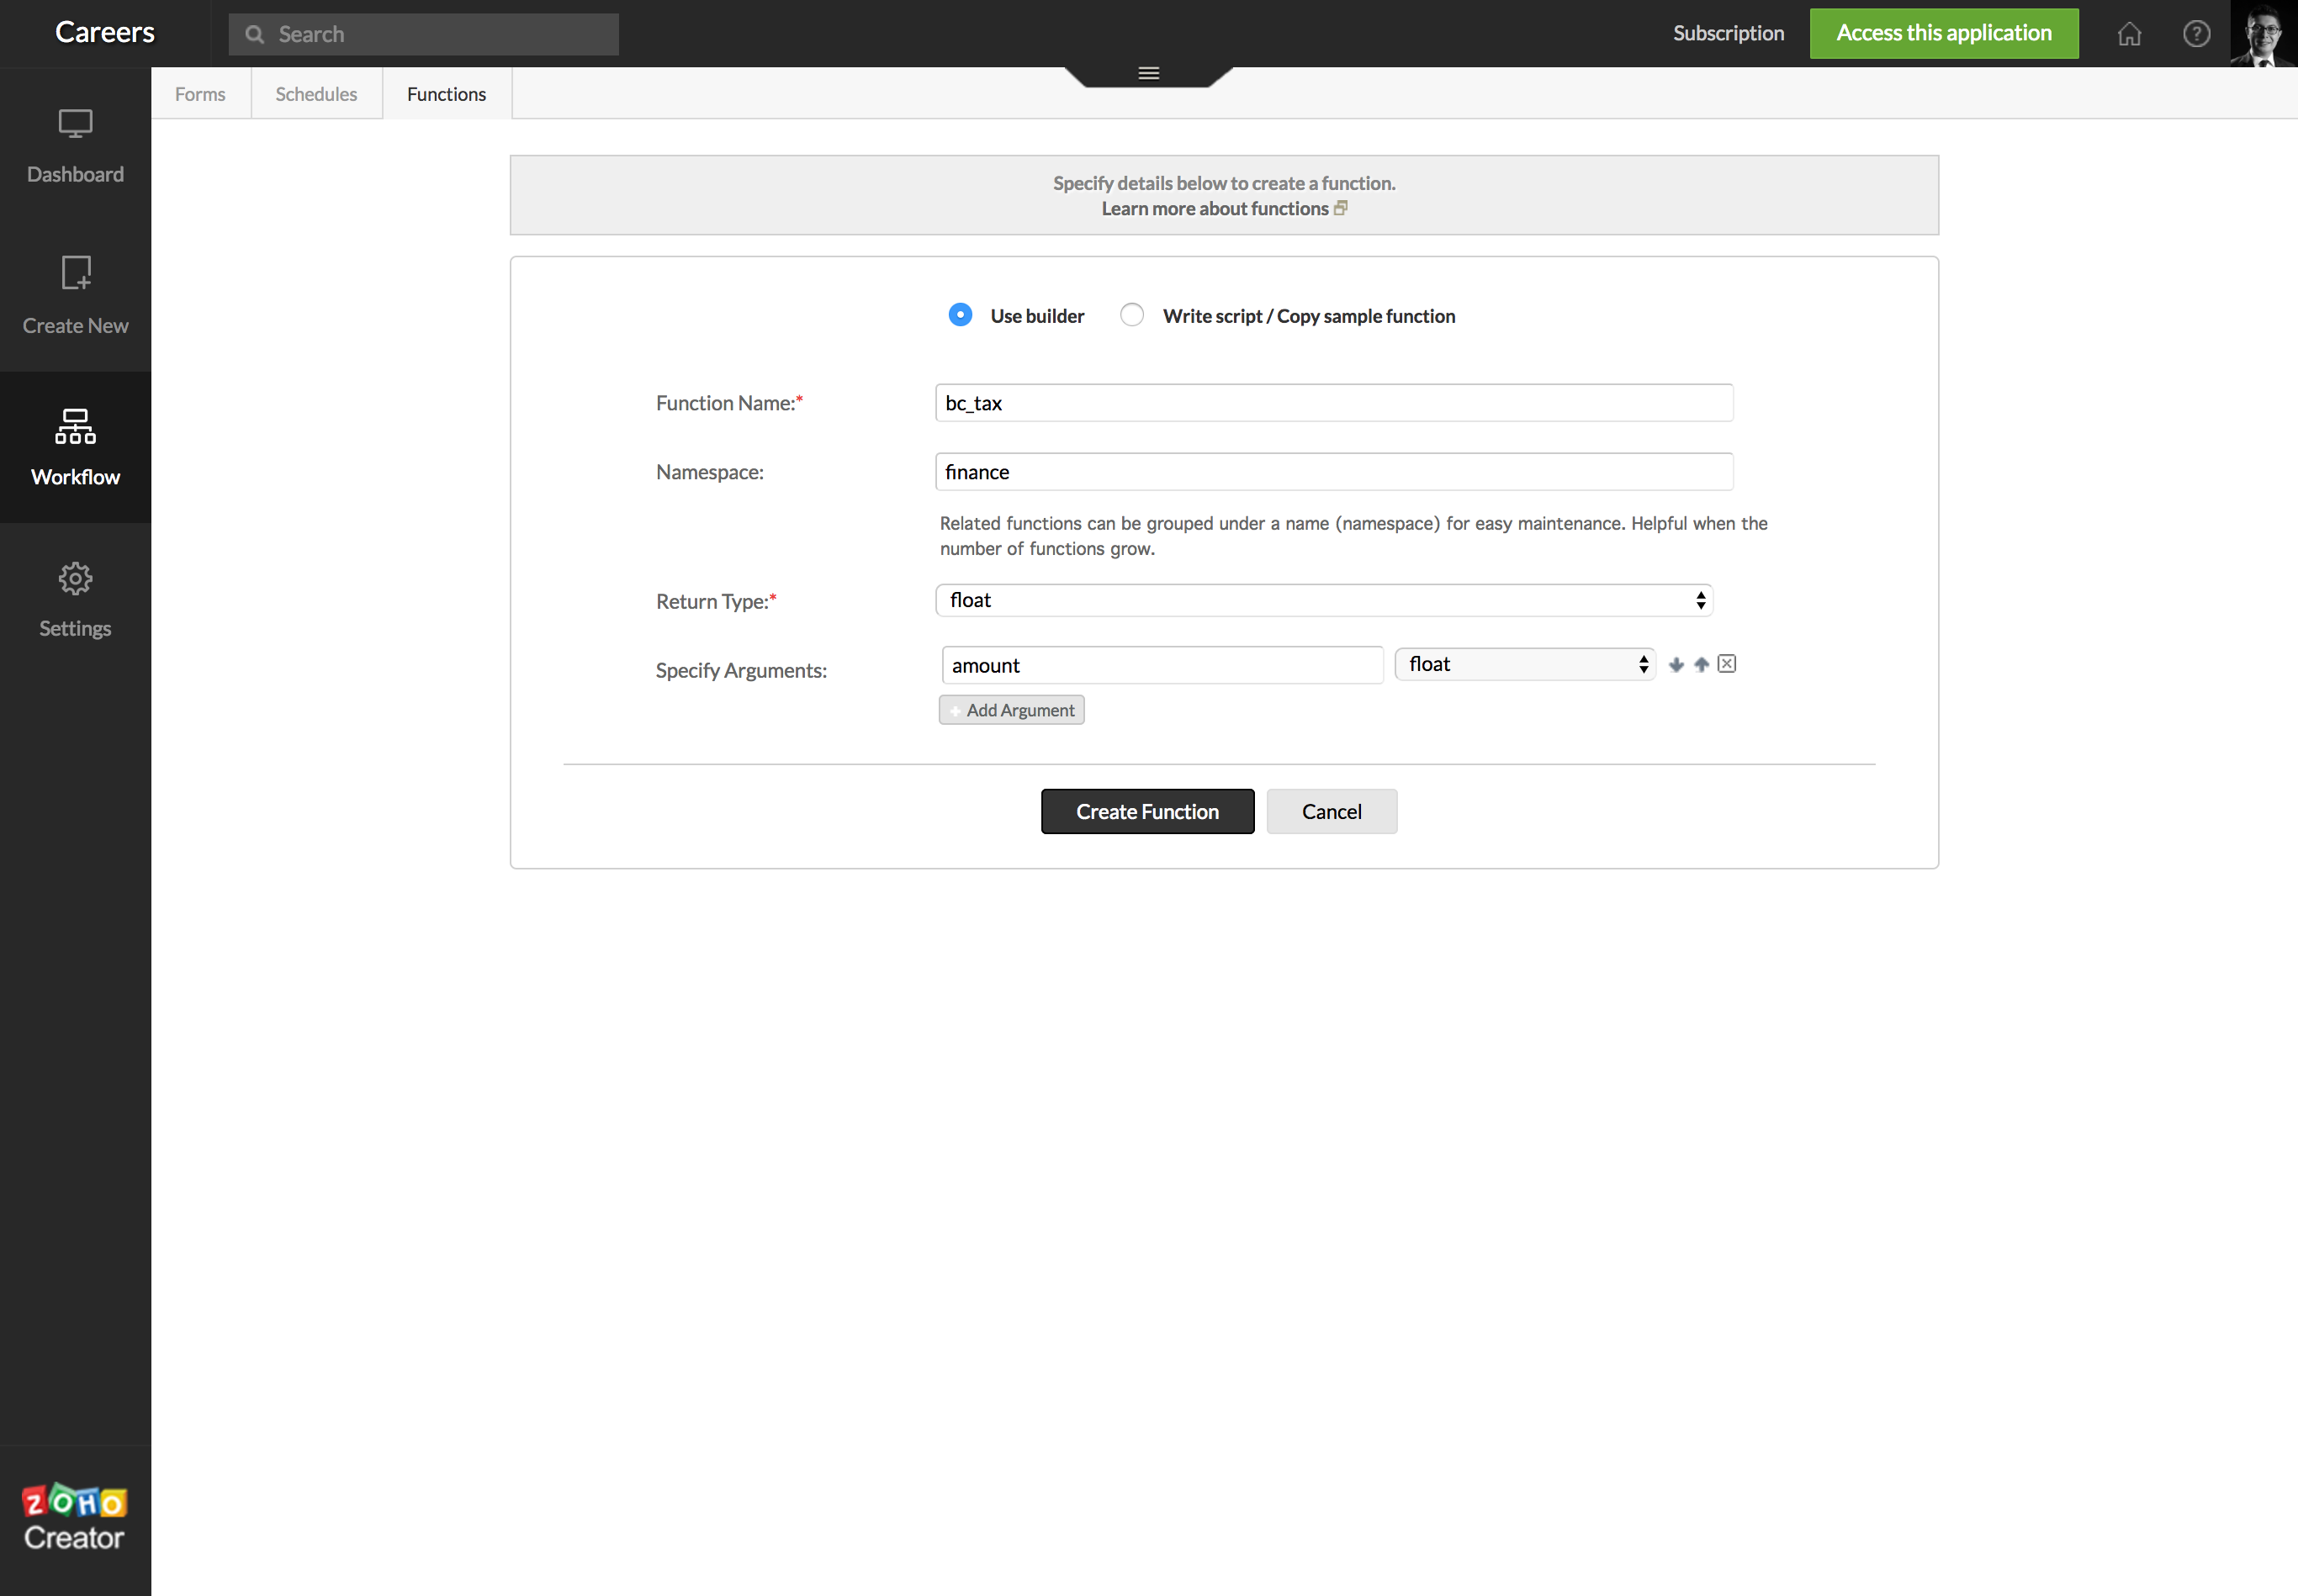 Careers
Search
Subscription
Access this application
Forms
Schedules
Functions
Dashboard
Create New
Workflow
Settings
Specify details below to create a function.
Learn more about functions
Use builder
Write script / Copy sample function
Function Name:*
bc_tax
Namespace:
finance
Related functions can be grouped under a name (namespace) for easy maintenance. Helpful when the
number of functions grow.
Return Type:*
float
Specify Arguments:
amount
float
+ Add Argument
Create Function
Cancel
ZOHO
Creator